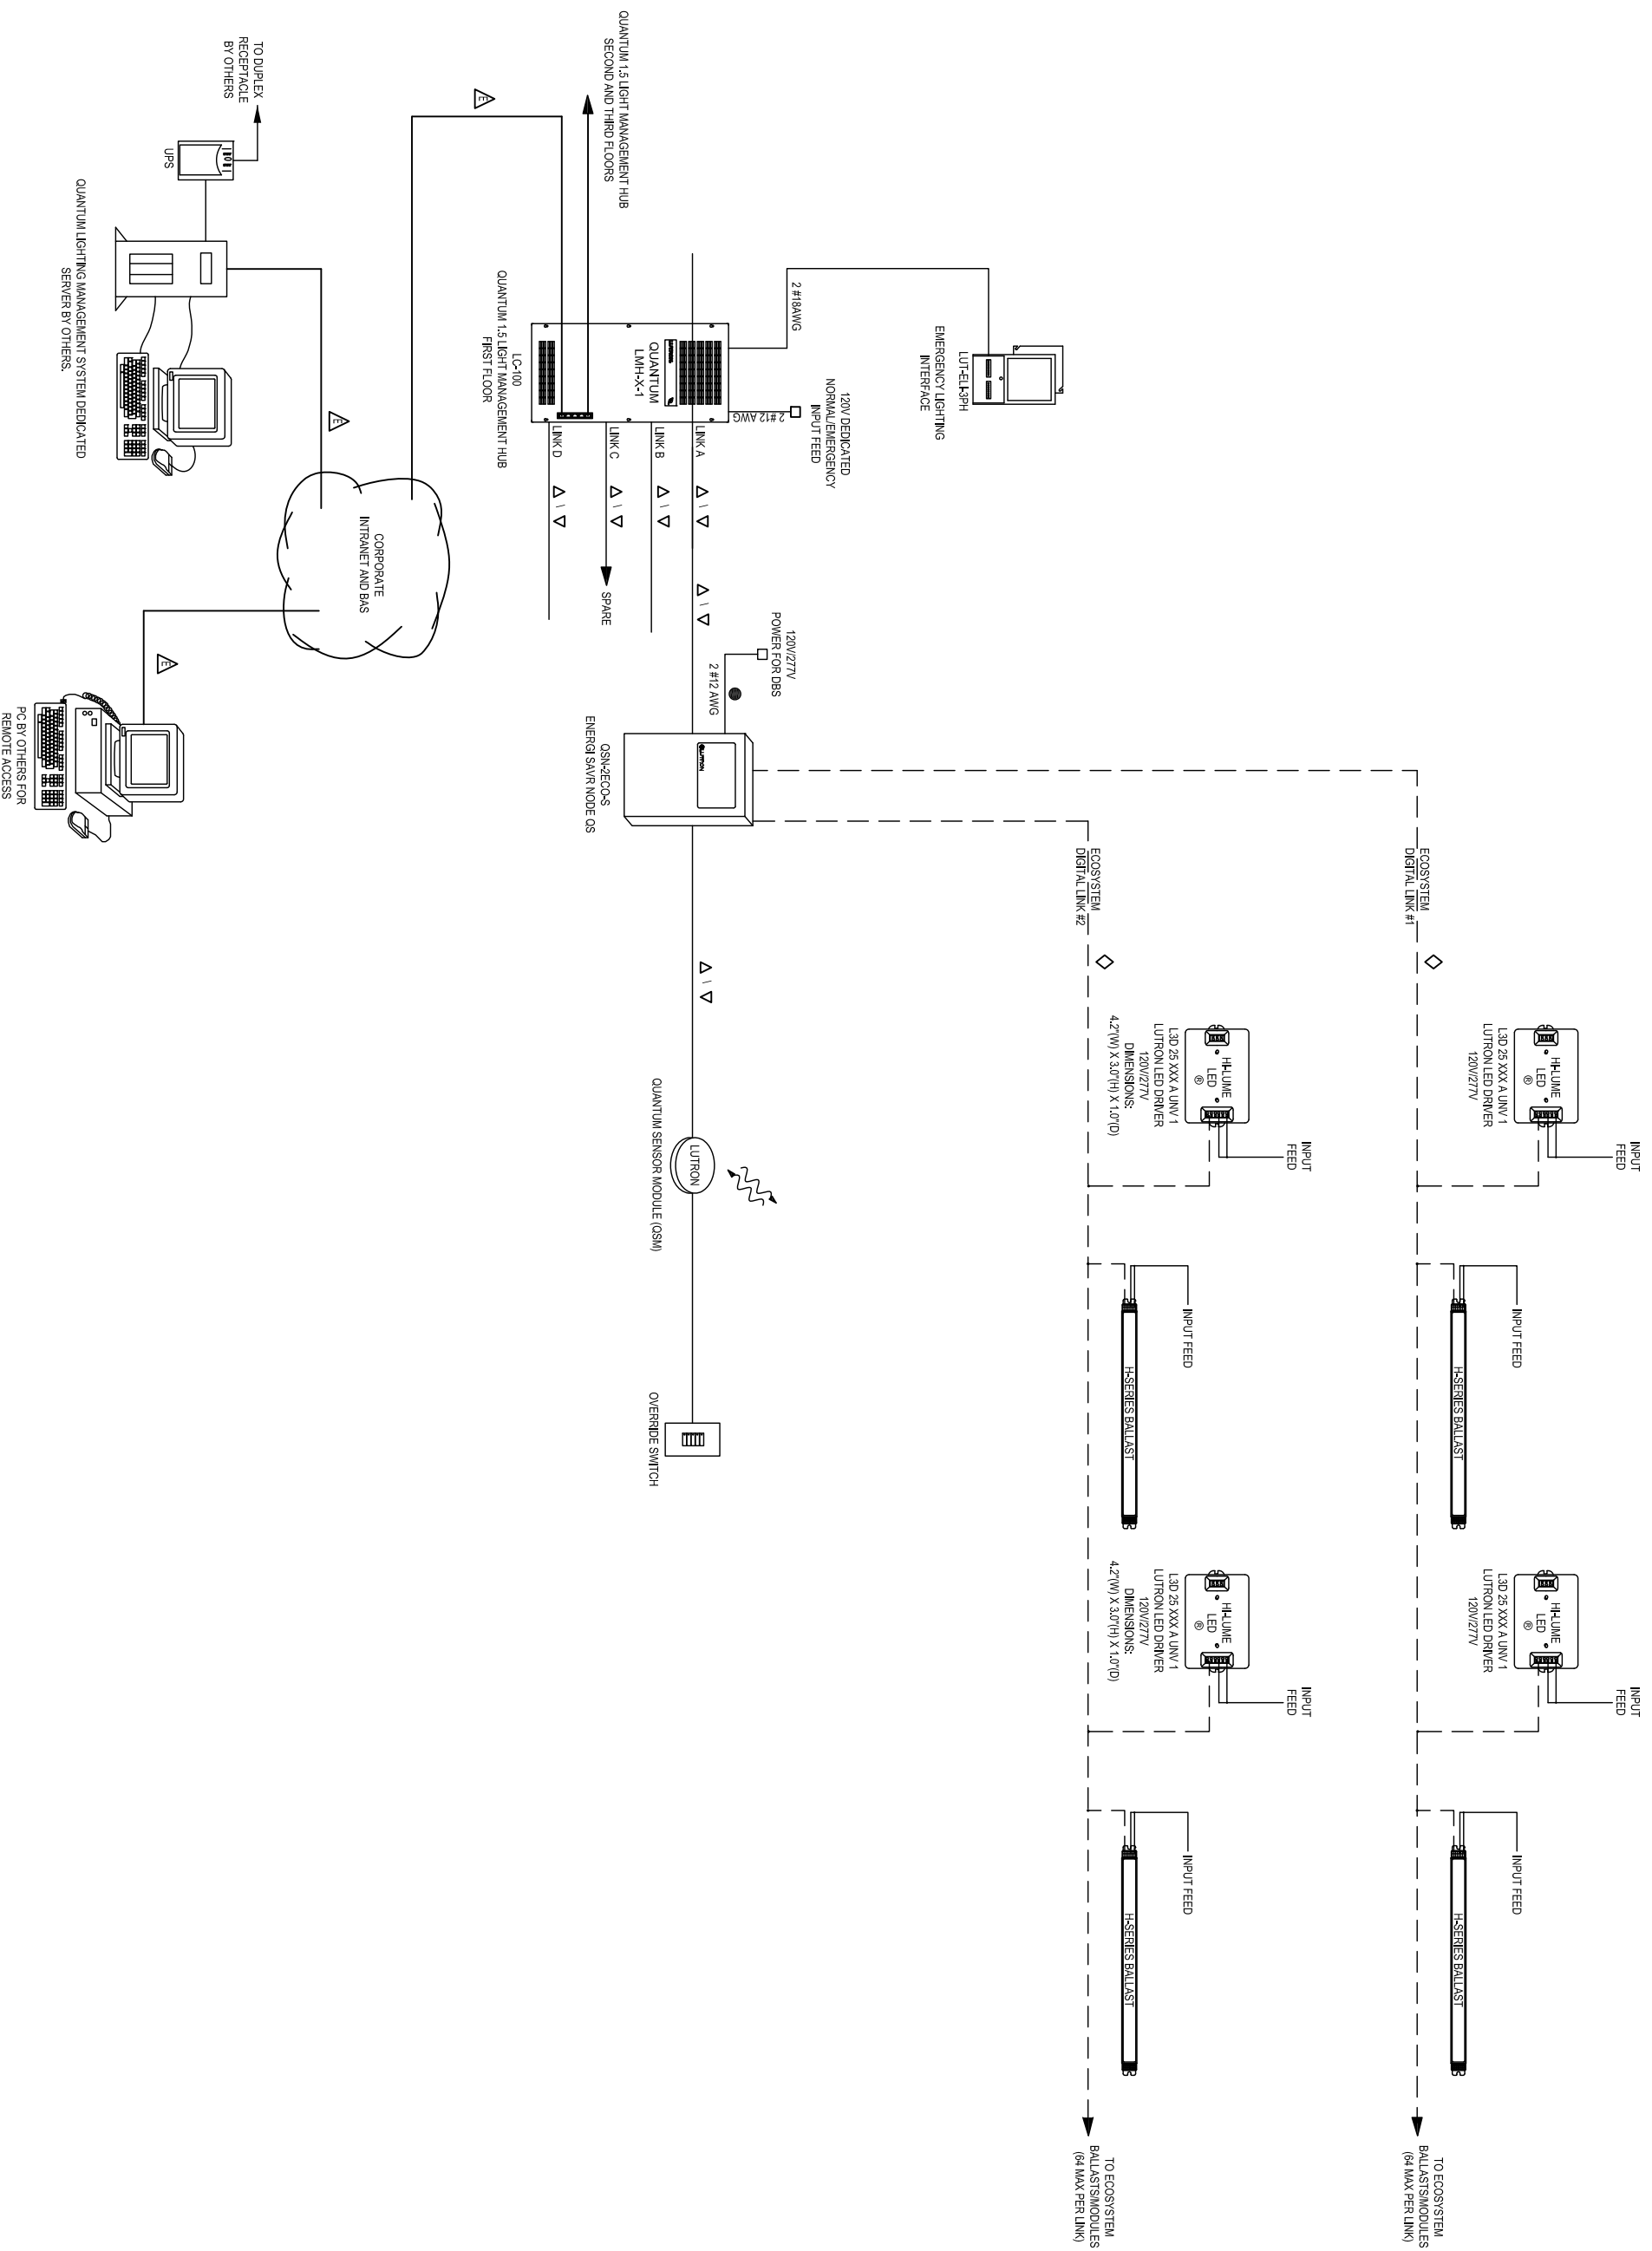 INPUT
FEED
HI-LUME
LED
®
L3D 25 XXX A UNV 1
LUTRON LED DRIVER
120V/277V
INPUT FEED
H-SERIES BALLAST
INPUT
FEED
HI-LUME
LED
®
L3D 25 XXX A UNV 1
LUTRON LED DRIVER
120V/277V
INPUT FEED
H-SERIES BALLAST
ECOSYSTEM
DIGITAL LINK #1
TO ECOSYSTEM
BALLASTS/MODULES
(64 MAX PER LINK)
INPUT
FEED
HI-LUME
LED
®
L3D 25 XXX A UNV 1
LUTRON LED DRIVER
120V/277V
DIMENSIONS:
4.2"(W) X 3.0"(H) X 1.0"(D)
INPUT FEED
H-SERIES BALLAST
INPUT
FEED
HI-LUME
LED
®
L3D 25 XXX A UNV 1
LUTRON LED DRIVER
120V/277V
DIMENSIONS:
4.2"(W) X 3.0"(H) X 1.0"(D)
INPUT FEED
H-SERIES BALLAST
ECOSYSTEM
DIGITAL LINK #2
TO ECOSYSTEM
BALLASTS/MODULES
(64 MAX PER LINK)
LUT-ELI-3PH
EMERGENCY LIGHTING
INTERFACE
2 #18AWG
120V DEDICATED
NORMAL/EMERGENCY
INPUT FEED
2 #12 AWG
120V/277V
POWER FOR DBS
2 #12 AWG
LUTRON
QSN-2ECO-S
ENERGI SAVR NODE QS
LUTRON
QUANTUM SENSOR MODULE (QSM)
OVERRIDE SWITCH
LUTRON
QUANTUM
LMH-X-1
LINK A
LINK B
LINK C
LINK D
SPARE
LC-100
QUANTUM 1.5 LIGHT MANAGEMENT HUB
FIRST FLOOR
QUANTUM 1.5 LIGHT MANAGEMENT HUB
SECOND AND THIRD FLOORS
E
CORPORATE
INTRANET AND BAS
E
TO DUPLEX
RECEPTACLE
BY OTHERS
UPS
QUANTUM LIGHTING MANAGEMENT SYSTEM DEDICATED
SERVER BY OTHERS.
E
PC BY OTHERS FOR
REMOTE ACCESS